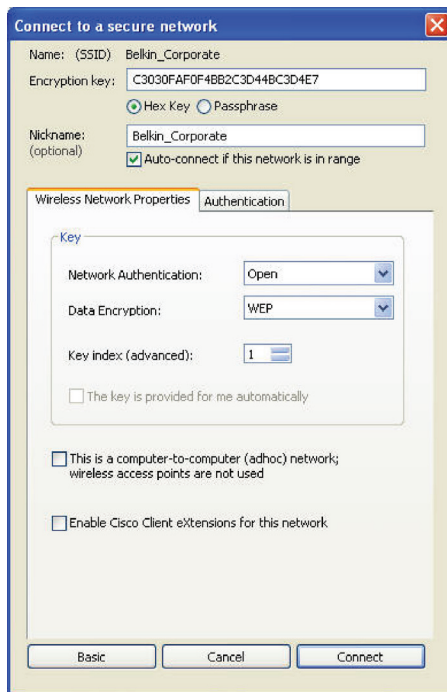 Connect to a secure network
Name: (SSID) Belkin_Corporate
Encryption key: C3030FAF0F4BB2C3D44BC3D4E7
Hex Key Passphrase
Nickname: Belkin_Corporate
(optional)
Auto-connect if this network is in range
Wireless Network Properties Authentication
Key
Network Authentication: Open
Data Encryption: WEP
Key index (advanced): 1
The key is provided for me automatically
This is a computer-to-computer (adhoc) network;
wireless access points are not used
Enable Cisco Client eXtensions for this network
Basic Cancel Connect